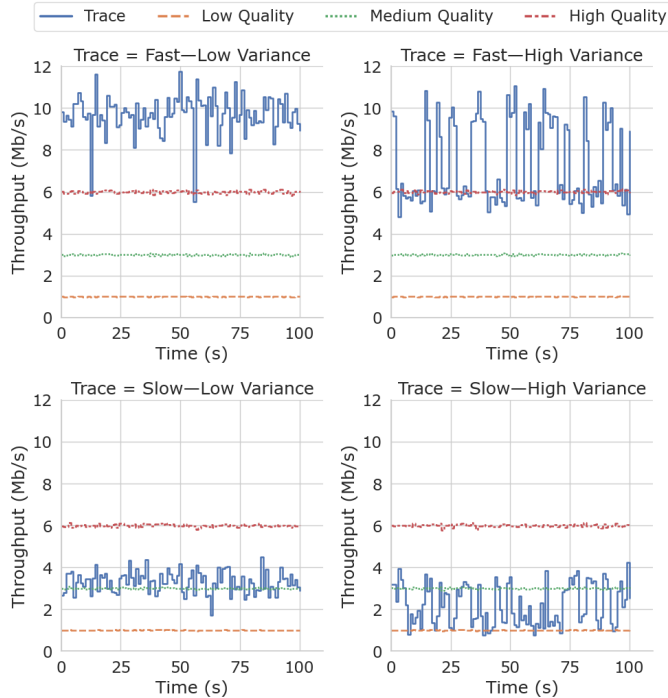 Trace Low Quality Medium Quality High Quality
Trace = Fast—Low Variance Trace = Fast—High Variance
Throughput (Mb/s) Throughput (Mb/s)
12 12
10 10
8 8
6 6
4 4
2 2
0 0
0 25 50 75 100 0 25 50 75 100
Time (s) Time (s)
Trace = Slow—Low Variance Trace = Slow—High Variance
Throughput (Mb/s) Throughput (Mb/s)
12 12
10 10
8 8
6 6
4 4
2 2
0 0
0 25 50 75 100 0 25 50 75 100
Time (s) Time (s)